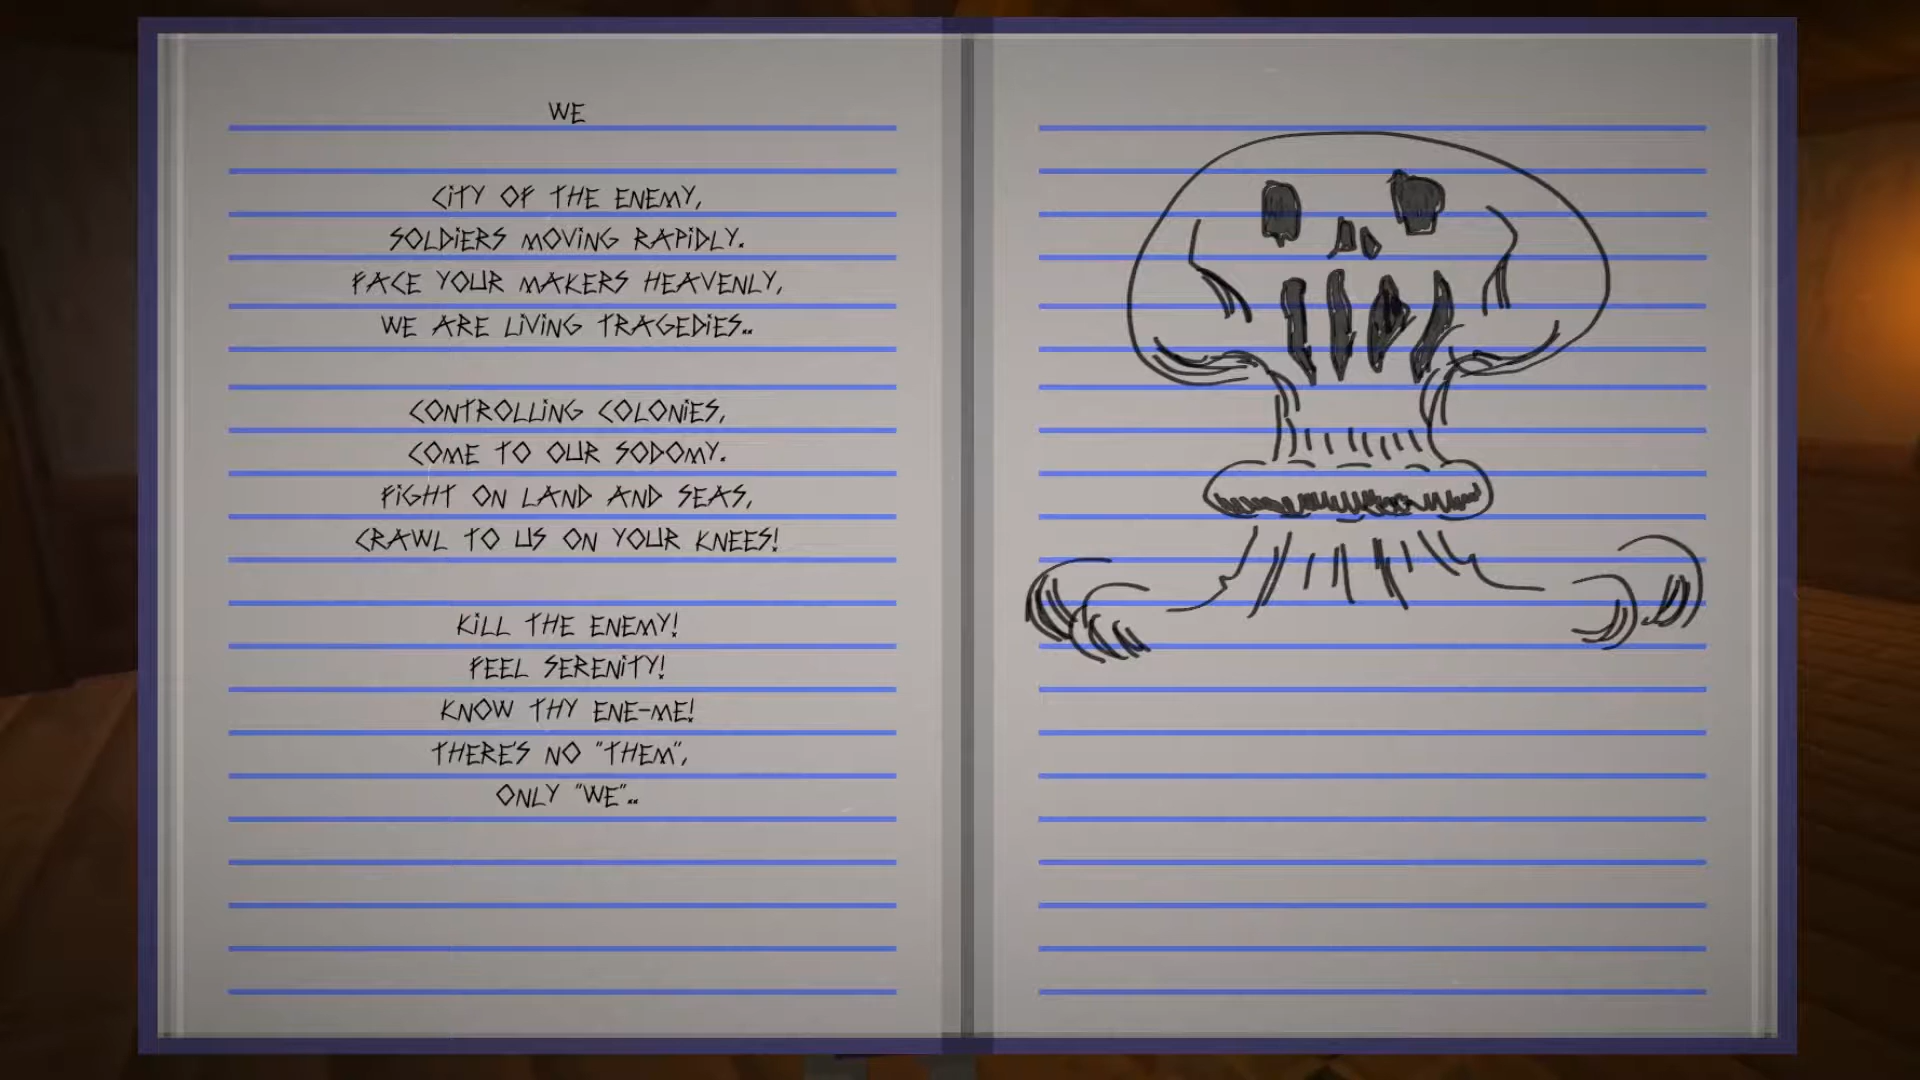 WE
CITY OF THE ENEMY,
SOLDIERS MOVING RAPIDLY.
FACE YOUR MAKERS HEAVENLY,
WE ARE LIVING TRAGEDIES..
CONTROLLING COLONIES,
COME TO OUR SODOMY.
FIGHT ON LAND AND SEAS,
CRAWL TO US ON YOUR KNEES!
KILL THE ENEMY!
FEEL SERENITY!
KNOW THY ENE-ME!
THERE'S NO "THEM",
ONLY "WE"..